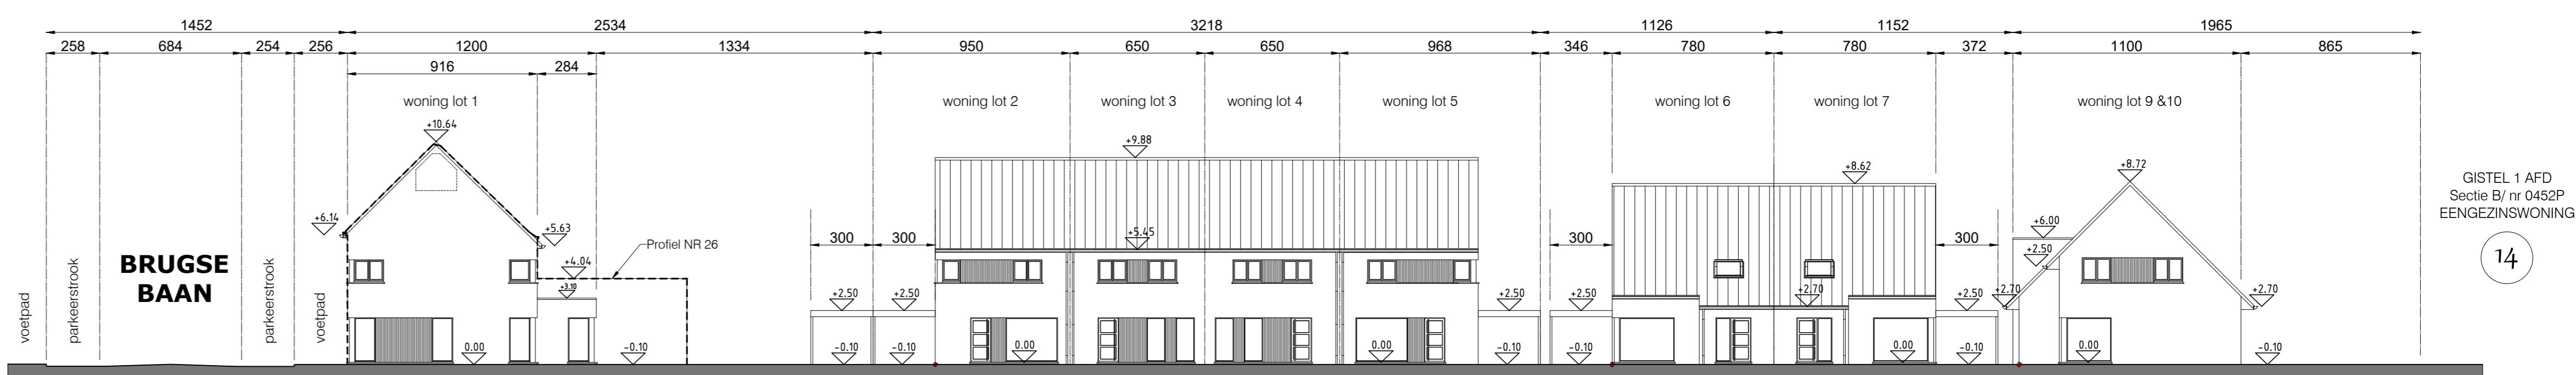 1452 2534 3218 1126 1152 1965
258 684 254 256 1200 1334 950 650 650 968 346 780 780 372 1100 865
916 284
woning lot 1 woning lot 2 woning lot 3 woning lot 4 woning lot 5 woning lot 6 woning lot 7 woning lot 9 &10
+10.64
+9.88
+8.62
+8.72
GISTEL 1 AFD
Sectie B/ nr 0452P
EENGEZINSWONING
14
+6.14
+5.63
+5.45
+6.00
300 300 300 300
Profiel NR 26
+2.50
+4.04
BRUGSE
BAAN
+3.10
+2.50 +2.50 +2.50 +2.50 +2.70 +2.50 +2.70 +2.70
voetpad
parkeerstrook
parkeerstrook
voetpad
0.00 -0.10 -0.10 -0.10 0.00 0.00 -0.10 -0.10 0.00 -0.10 0.00 -0.10